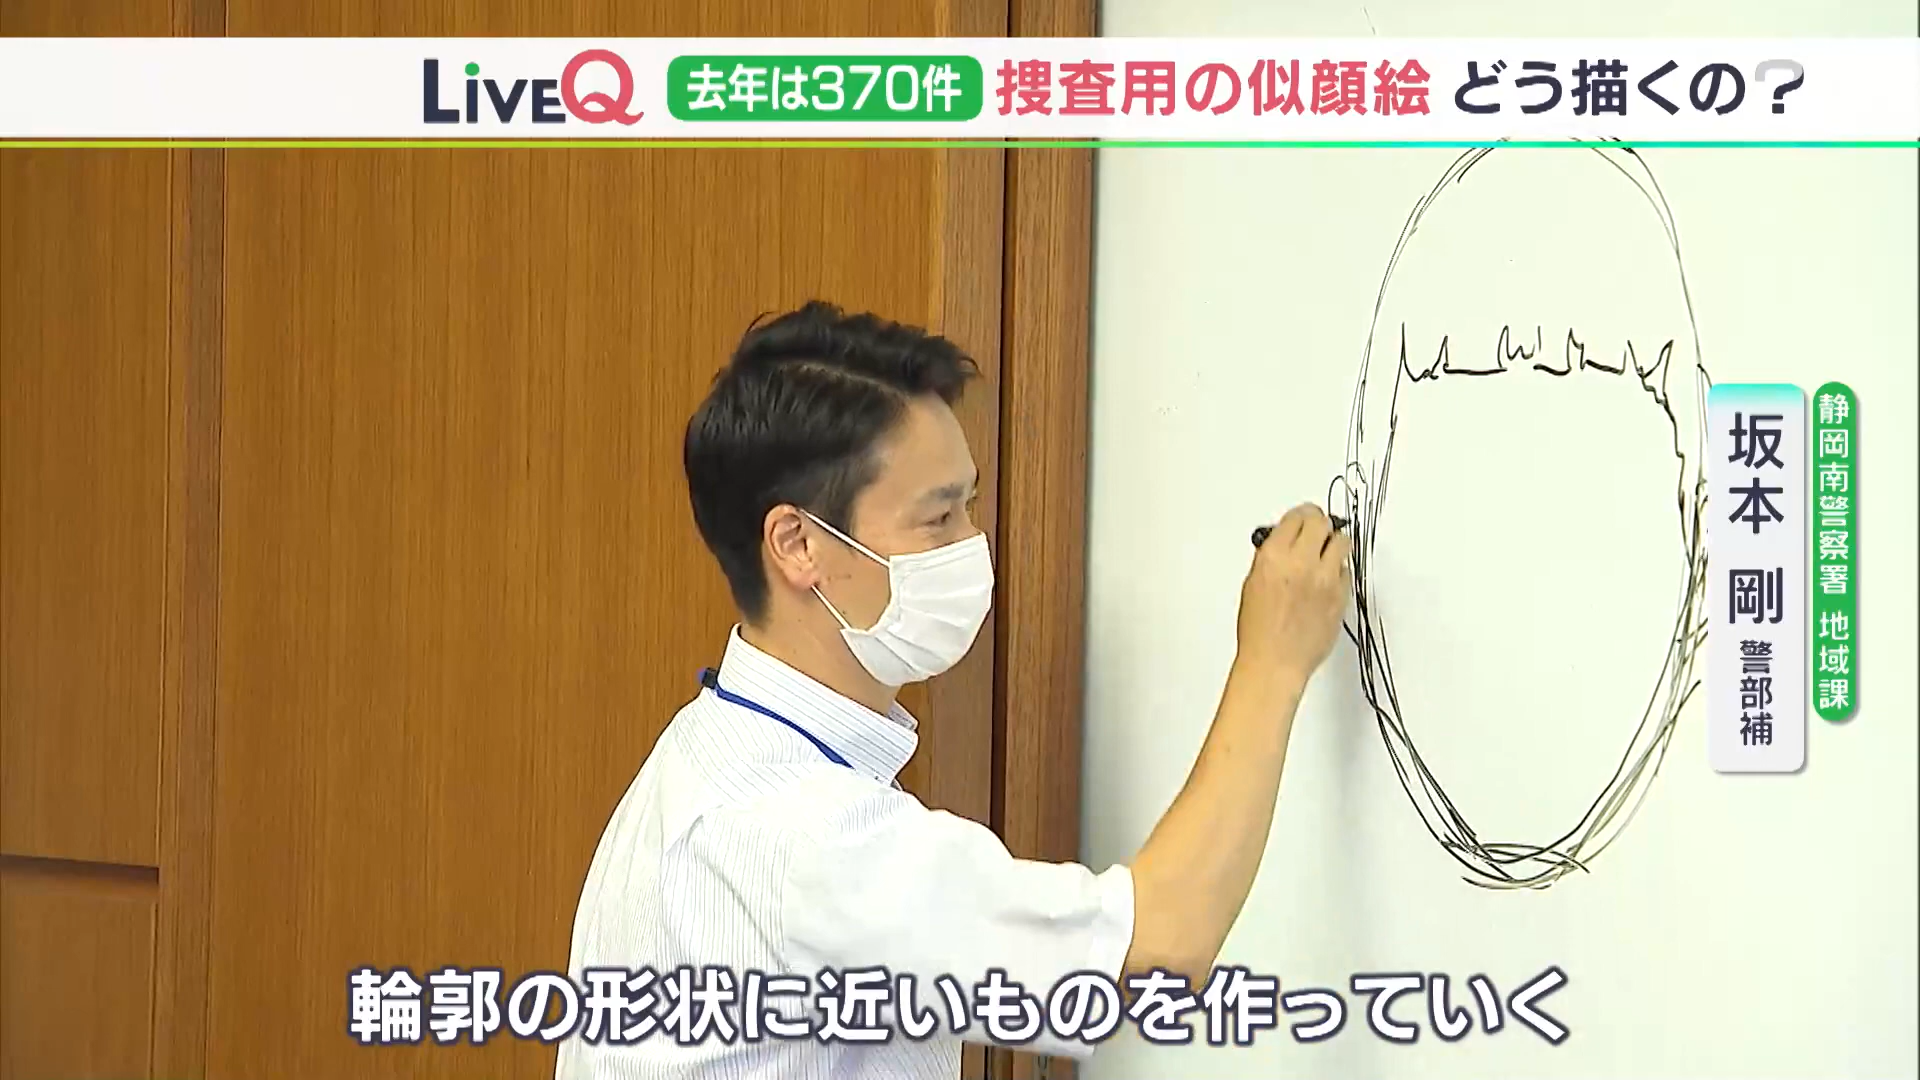 LiveQ 去年は370件 捜査用の似顔絵 どう描くの?
静岡南警察署 地域課
坂本 剛 警部補
輪郭の形状に近いものを作っていく